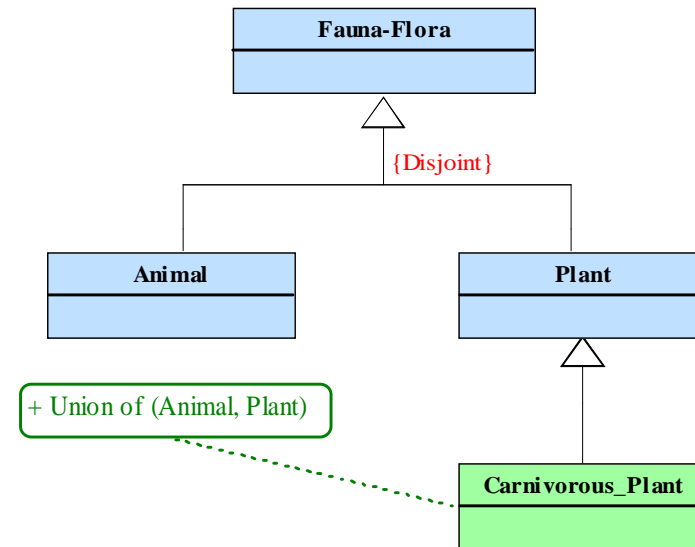 Fauna-Flora
{Disjoint}
Animal
Plant
+ Union of (Animal, Plant)
Carnivorous_Plant